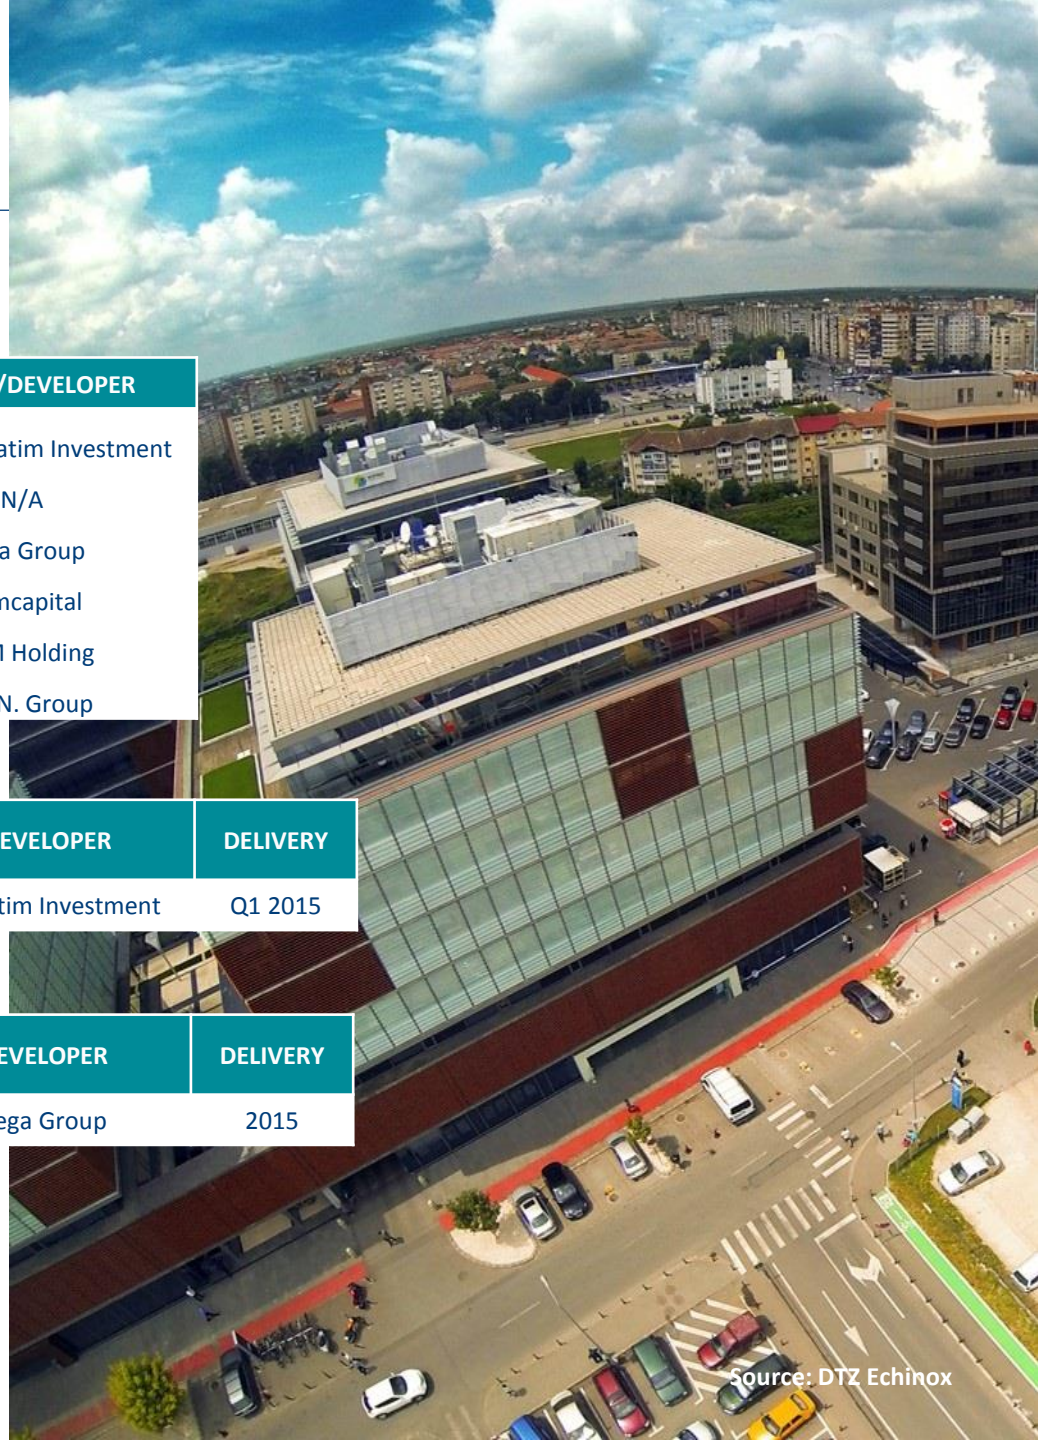 /DEVELOPER
atim Investment
N/A
a Group
mcapital
Holding
N. Group
EVELOPER DELIVERY
tim Investment Q1 2015
EVELOPER DELIVERY
ega Group 2015
Source: DTZ Echinox